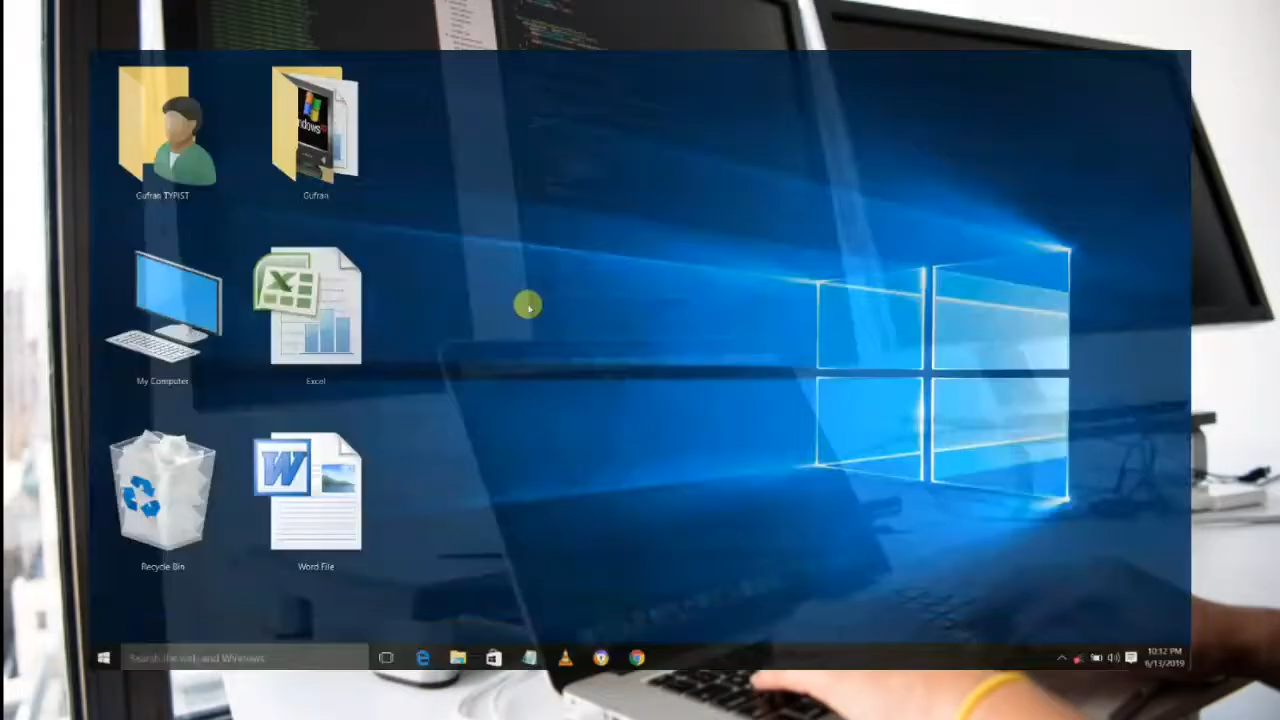 Gufran TYPIST
Gufran
ndows
My Computer
Excel
Recycle Bin
Word File
Search the web and Windows
10:12 PM
6/13/2019